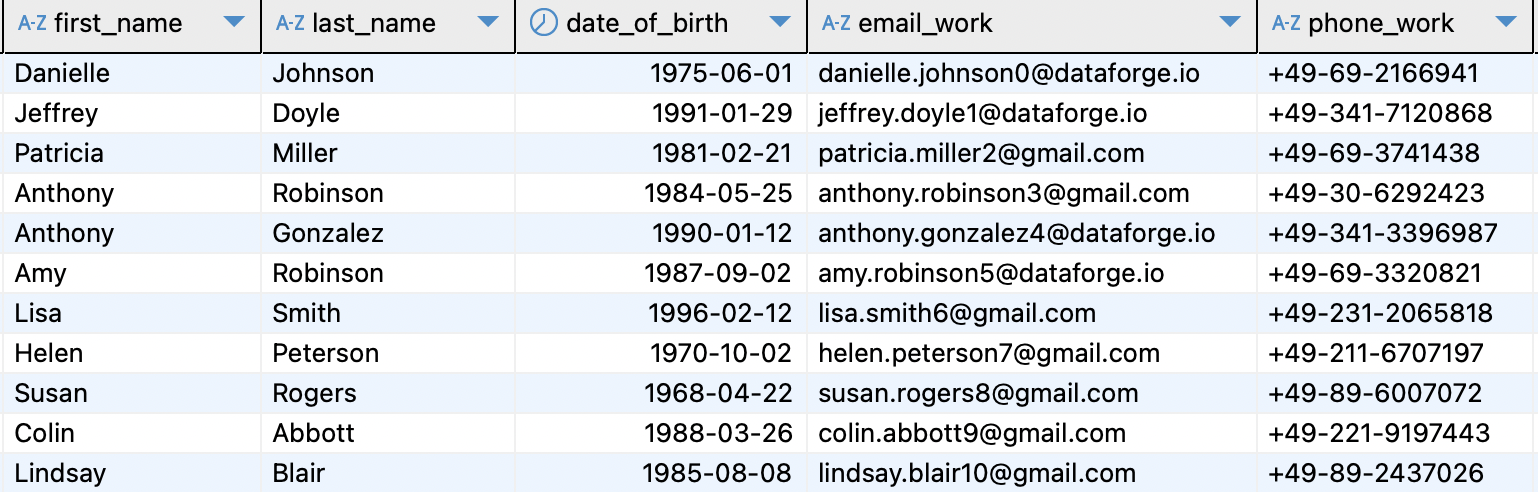 A-Z first_name A-Z last_name date_of_birth A-Z email_work A-Z phone_work
Danielle Johnson 1975-06-01 danielle.johnson0@dataforge.io +49-69-2166941
Jeffrey Doyle 1991-01-29 jeffrey.doyle1@dataforge.io +49-341-7120868
Patricia Miller 1981-02-21 patricia.miller2@gmail.com +49-69-3741438
Anthony Robinson 1984-05-25 anthony.robinson3@gmail.com +49-30-6292423
Anthony Gonzalez 1990-01-12 anthony.gonzalez4@dataforge.io +49-341-3396987
Amy Robinson 1987-09-02 amy.robinson5@dataforge.io +49-69-3320821
Lisa Smith 1996-02-12 lisa.smith6@gmail.com +49-231-2065818
Helen Peterson 1970-10-02 helen.peterson7@gmail.com +49-211-6707197
Susan Rogers 1968-04-22 susan.rogers8@gmail.com +49-89-6007072
Colin Abbott 1988-03-26 colin.abbott9@gmail.com +49-221-9197443
Lindsay Blair 1985-08-08 lindsay.blair10@gmail.com +49-89-2437026